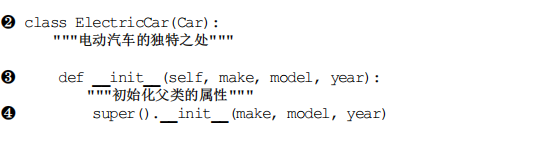 ❷ class ElectricCar(Car):
"""电动汽车的独特之处"""
❸ def __init__(self, make, model, year):
"""初始化父类的属性"""
❹ super().__init__(make, model, year)